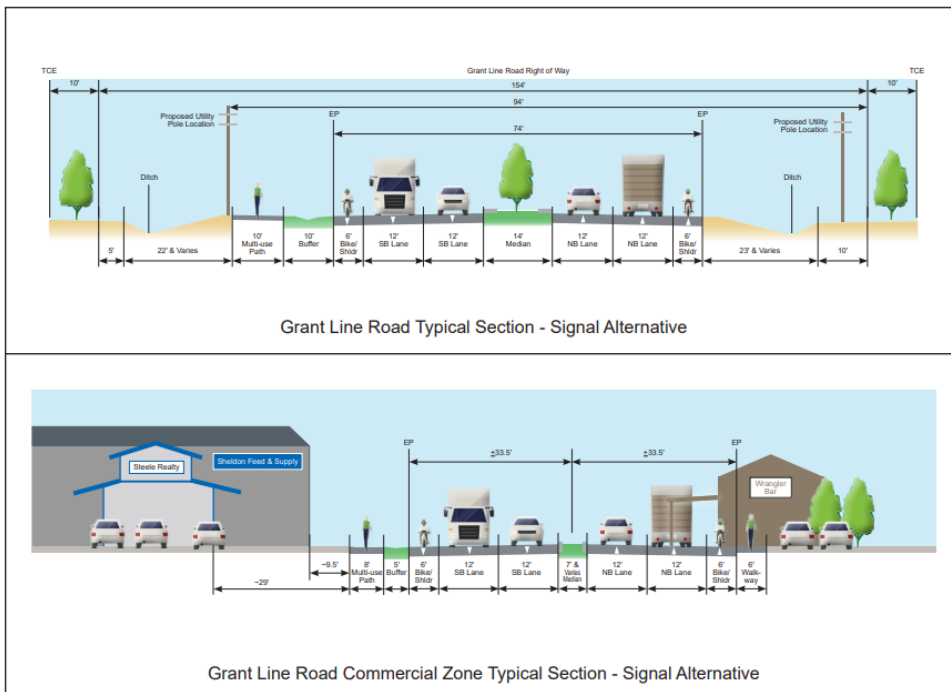 TCE
Grant Line Road Right of Way
TCE
10'
154'
10'
94'
Proposed Utility
Pole Location
EP
74'
EP
Proposed Utility
Pole Location
Ditch
Ditch
5'
22' & Varies
10'
Multi-use
Path
10'
Buffer
6'
Bike/
Shldr
12'
SB Lane
12'
SB Lane
14'
Median
12'
NB Lane
12'
NB Lane
6'
Bike/
Shldr
23' & Varies
10'
Grant Line Road Typical Section - Signal Alternative
EP
±33.5'
±33.5'
EP
Steele Realty
Sheldon Feed & Supply
Wrangler
Bar
~29'
~9.5'
8'
Multi-use
Path
5'
Buffer
6'
Bike/
Shldr
12'
SB Lane
12'
SB Lane
7' &
Varies
Median
12'
NB Lane
12'
NB Lane
6'
Bike/
Shldr
6'
Walk-
way
Grant Line Road Commercial Zone Typical Section - Signal Alternative